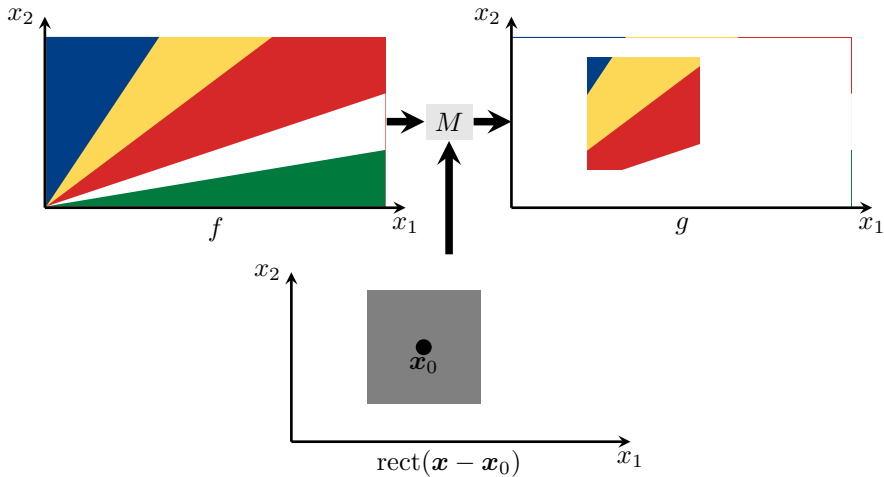 x₂
x₂
M
x₁
x₁
f
g
x₂
𝒙₀
x₁
rect(𝒙 − 𝒙₀)